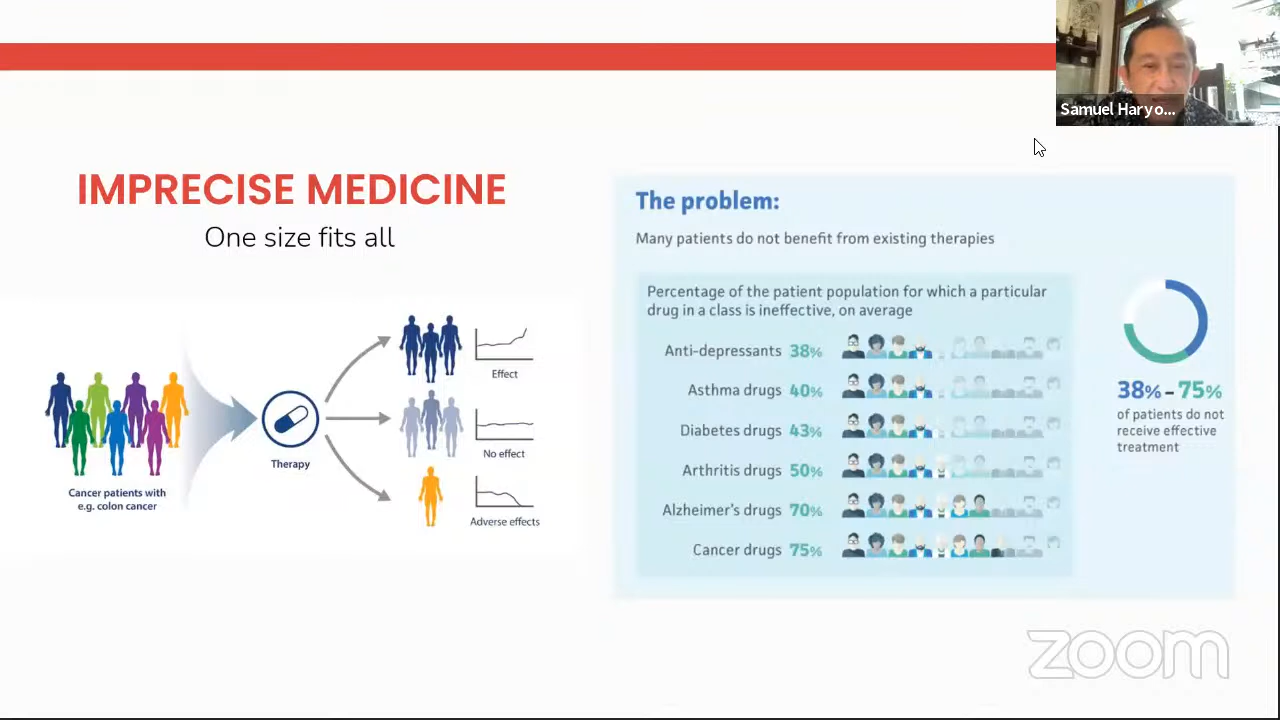 Samuel Haryo...
IMPRECISE MEDICINE
One size fits all
Cancer patients with
e.g. colon cancer
Therapy
Effect
No effect
Adverse effects
The problem:
Many patients do not benefit from existing therapies
Percentage of the patient population for which a particular
drug in a class is ineffective, on average
Anti-depressants 38%
Asthma drugs 40%
Diabetes drugs 43%
Arthritis drugs 50%
Alzheimer's drugs 70%
Cancer drugs 75%
38% – 75%
of patients do not
receive effective
treatment
zoom